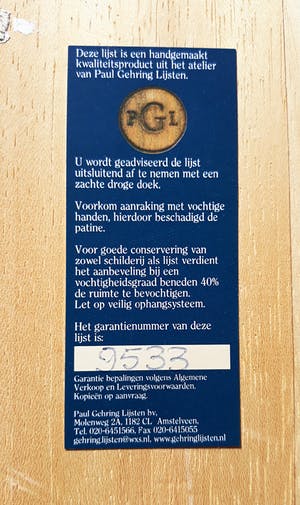 Deze lijst is een handgemaakt
kwaliteitsproduct uit het atelier
van Paul Gehring Lijsten.
PGL
U wordt geadviseerd de lijst
uitsluitend af te nemen met een
zachte droge doek.
Voorkom aanraking met vochtige
handen, hierdoor beschadigd de
patine.
Voor goede conservering van
zowel schilderij als lijst verdient
het aanbeveling bij een
vochtigheidsgraad beneden 40%
de ruimte te bevochtigen.
Let op veilig ophangsysteem.
Het garantienummer van deze
lijst is:
9533
Garantie bepalingen volgens Algemene
Verkoop en Leveringsvoorwaarden.
Kopieën op aanvraag.
Paul Gehring Lijsten bv.
Molenweg 2A, 1182 CL Amstelveen.
Tel. 020-6451566, Fax 020-6415055
gehring.lijsten@wxs.nl, www.gehringlijsten.nl